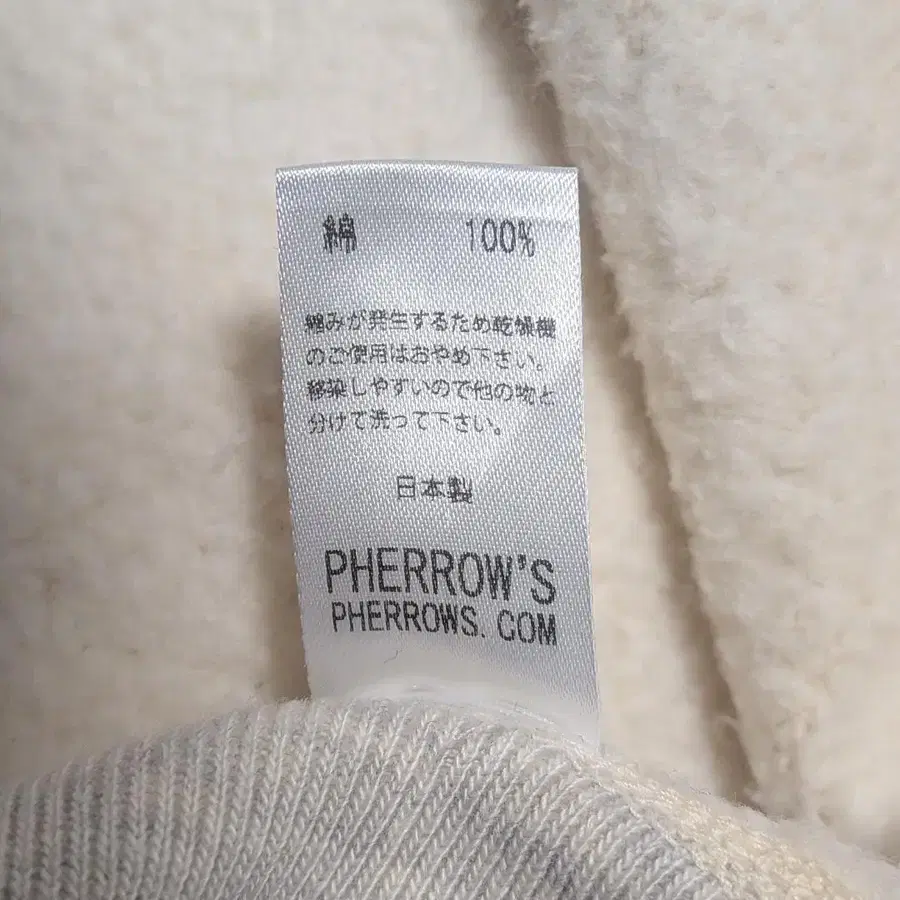 綿 100%
縮みが発生するため乾燥機
のご使用はおやめ下さい。
移染しやすいので他の物と
分けて洗って下さい。
日本製
PHERROW'S
PHERROWS.COM